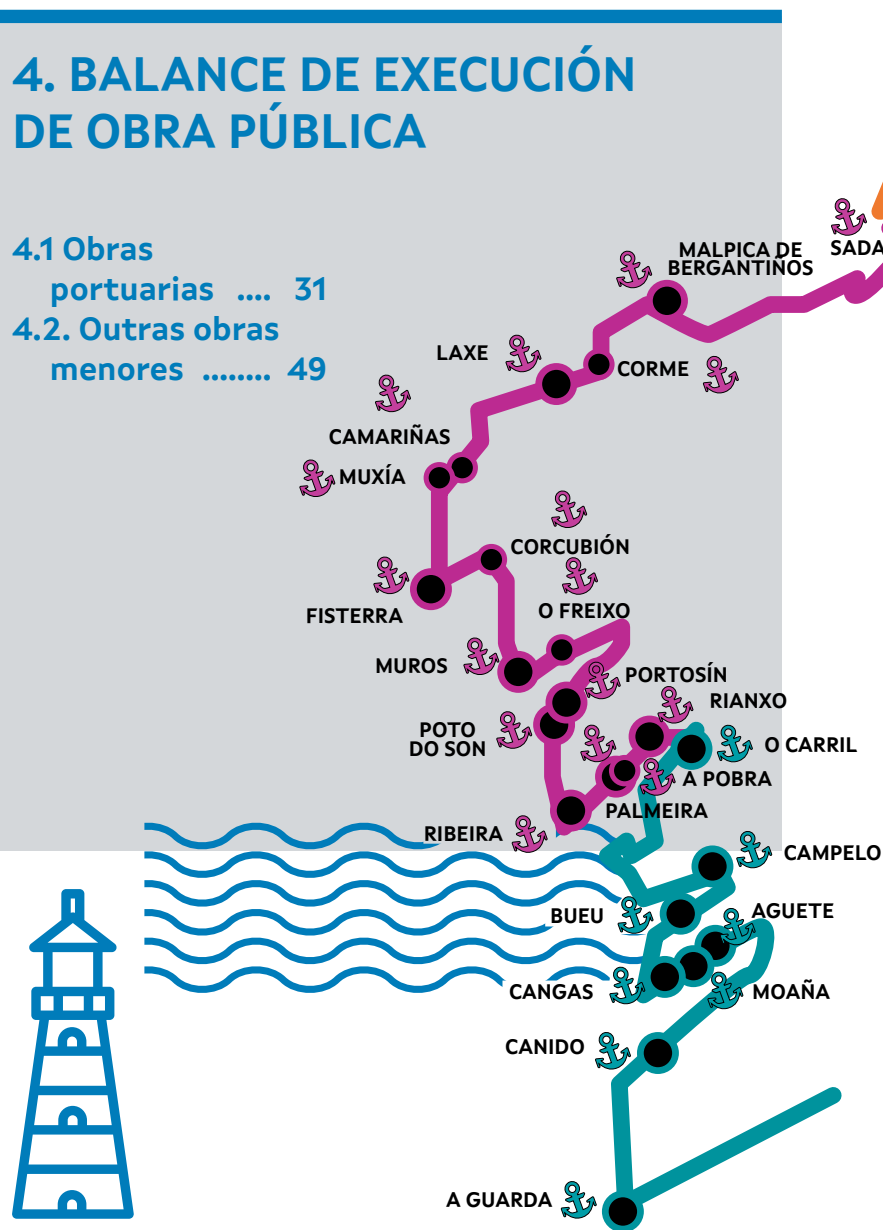 4. BALANCE DE EXECUCIÓN
DE OBRA PÚBLICA
4.1 Obras
portuarias .... 31
4.2. Outras obras
menores ........ 49
SADA
MALPICA DE
BERGANTIÑOS
LAXE
CORME
CAMARIÑAS
MUXÍA
CORCUBIÓN
FISTERRA
O FREIXO
MUROS
PORTOSÍN
RIANXO
POTO
DO SON
O CARRIL
A POBRA
PALMEIRA
RIBEIRA
CAMPELO
BUEU
AGUETE
CANGAS
MOAÑA
CANIDO
A GUARDA